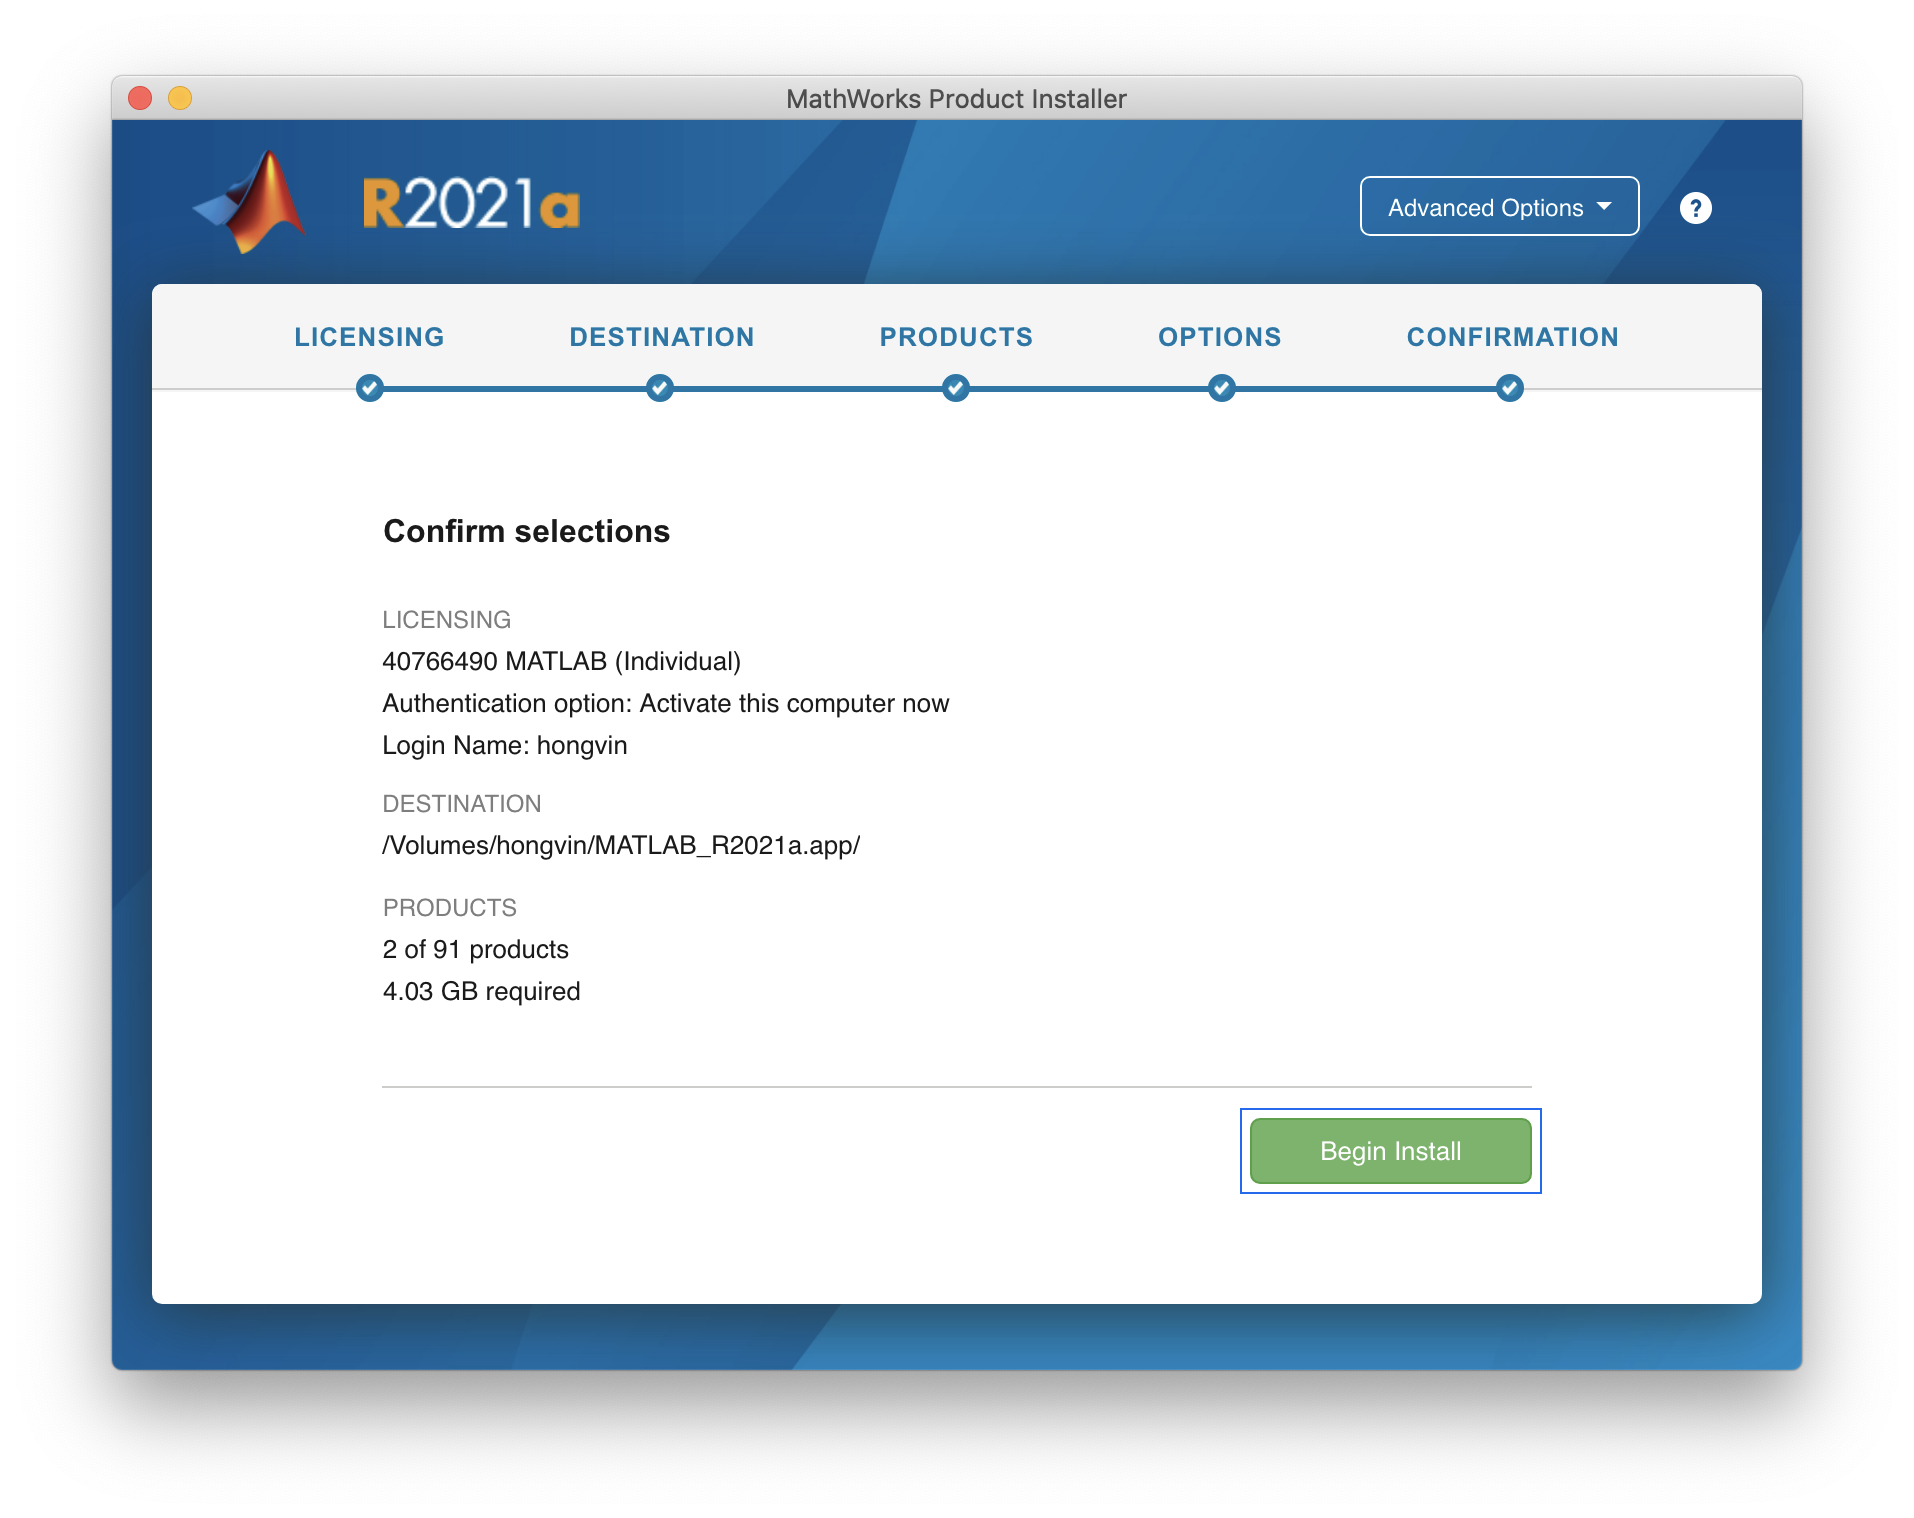 MathWorks Product Installer
R2021a
Advanced Options
?
LICENSING DESTINATION PRODUCTS OPTIONS CONFIRMATION
Confirm selections
LICENSING
40766490 MATLAB (Individual)
Authentication option: Activate this computer now
Login Name: hongvin
DESTINATION
/Volumes/hongvin/MATLAB_R2021a.app/
PRODUCTS
2 of 91 products
4.03 GB required
Begin Install